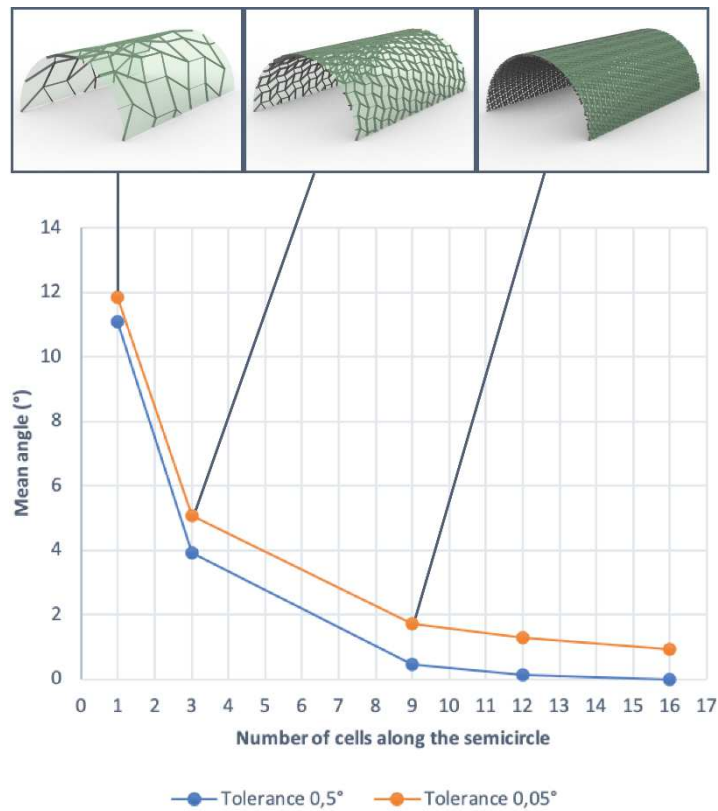 14
12
10
8
6
4
2
0
Mean angle (°)
0 1 2 3 4 5 6 7 8 9 10 11 12 13 14 15 16 17
Number of cells along the semicircle
Tolerance 0,5° Tolerance 0,05°